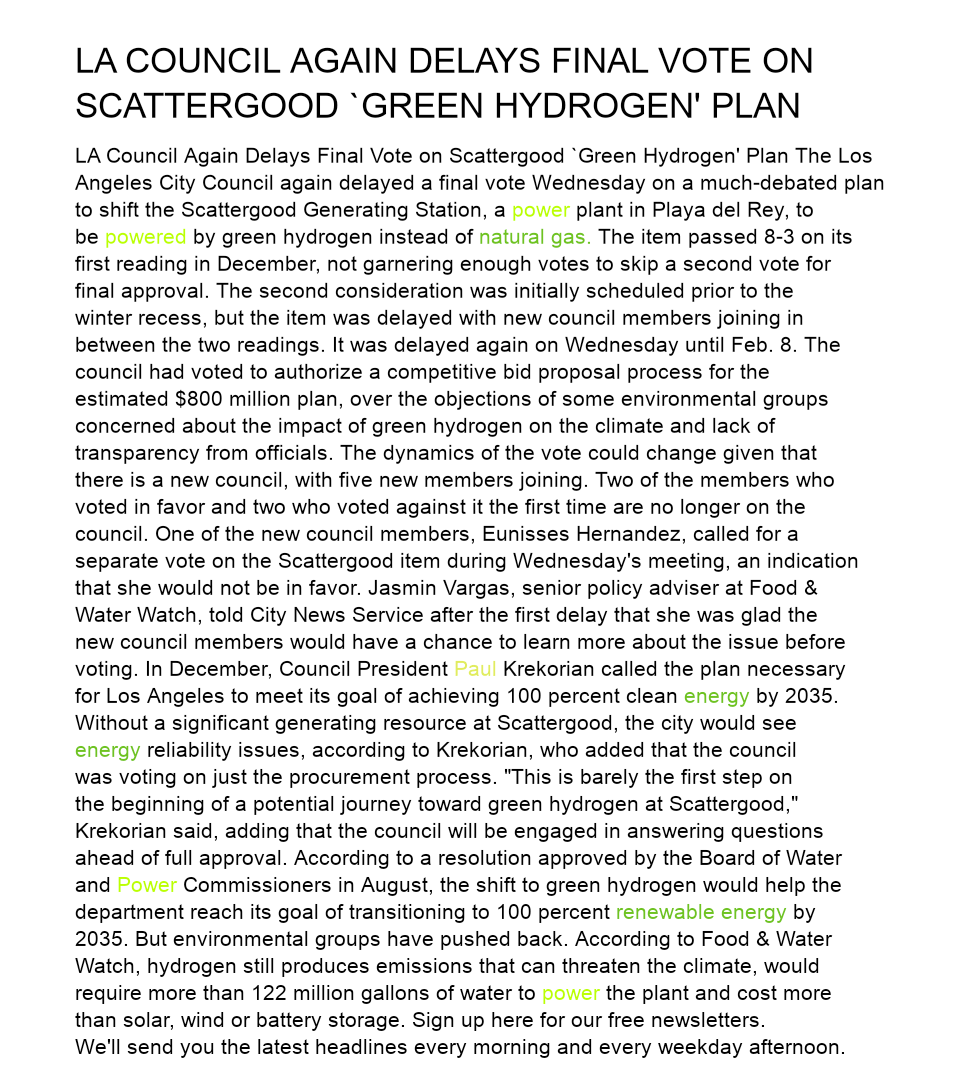 LA COUNCIL AGAIN DELAYS FINAL VOTE ON
SCATTERGOOD `GREEN HYDROGEN' PLAN
LA Council Again Delays Final Vote on Scattergood `Green Hydrogen' Plan The Los
Angeles City Council again delayed a final vote Wednesday on a much-debated plan
to shift the Scattergood Generating Station, a power plant in Playa del Rey, to
be powered by green hydrogen instead of natural gas. The item passed 8-3 on its
first reading in December, not garnering enough votes to skip a second vote for
final approval. The second consideration was initially scheduled prior to the
winter recess, but the item was delayed with new council members joining in
between the two readings. It was delayed again on Wednesday until Feb. 8. The
council had voted to authorize a competitive bid proposal process for the
estimated $800 million plan, over the objections of some environmental groups
concerned about the impact of green hydrogen on the climate and lack of
transparency from officials. The dynamics of the vote could change given that
there is a new council, with five new members joining. Two of the members who
voted in favor and two who voted against it the first time are no longer on the
council. One of the new council members, Eunisses Hernandez, called for a
separate vote on the Scattergood item during Wednesday's meeting, an indication
that she would not be in favor. Jasmin Vargas, senior policy adviser at Food &
Water Watch, told City News Service after the first delay that she was glad the
new council members would have a chance to learn more about the issue before
voting. In December, Council President Paul Krekorian called the plan necessary
for Los Angeles to meet its goal of achieving 100 percent clean energy by 2035.
Without a significant generating resource at Scattergood, the city would see
energy reliability issues, according to Krekorian, who added that the council
was voting on just the procurement process. "This is barely the first step on
the beginning of a potential journey toward green hydrogen at Scattergood,"
Krekorian said, adding that the council will be engaged in answering questions
ahead of full approval. According to a resolution approved by the Board of Water
and Power Commissioners in August, the shift to green hydrogen would help the
department reach its goal of transitioning to 100 percent renewable energy by
2035. But environmental groups have pushed back. According to Food & Water
Watch, hydrogen still produces emissions that can threaten the climate, would
require more than 122 million gallons of water to power the plant and cost more
than solar, wind or battery storage. Sign up here for our free newsletters.
We'll send you the latest headlines every morning and every weekday afternoon.